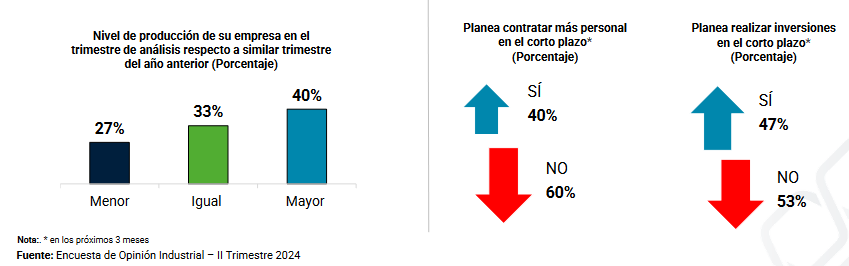 Nivel de producción de su empresa en el
trimestre de análisis respecto a similar trimestre
del año anterior (Porcentaje)
27%
33%
40%
Menor
Igual
Mayor
Planea contratar más personal
en el corto plazo*
(Porcentaje)
SÍ
40%
NO
60%
Planea realizar inversiones
en el corto plazo*
(Porcentaje)
SÍ
47%
NO
53%
Nota:. * en los próximos 3 meses
Fuente: Encuesta de Opinión Industrial – II Trimestre 2024